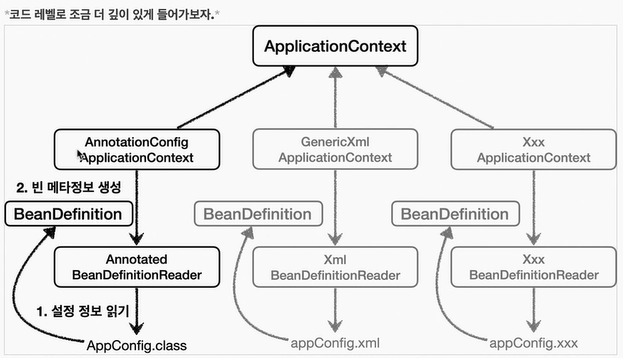 *코드 레벨로 조금 더 깊이 있게 들어가보자.*
ApplicationContext
AnnotationConfig
ApplicationContext
GenericXml
ApplicationContext
Xxx
ApplicationContext
2. 빈 메타정보 생성
BeanDefinition
BeanDefinition
BeanDefinition
Annotated
BeanDefinitionReader
Xml
BeanDefinitionReader
Xxx
BeanDefinitionReader
1. 설정 정보 읽기
AppConfig.class
appConfig.xml
appConfig.xxx